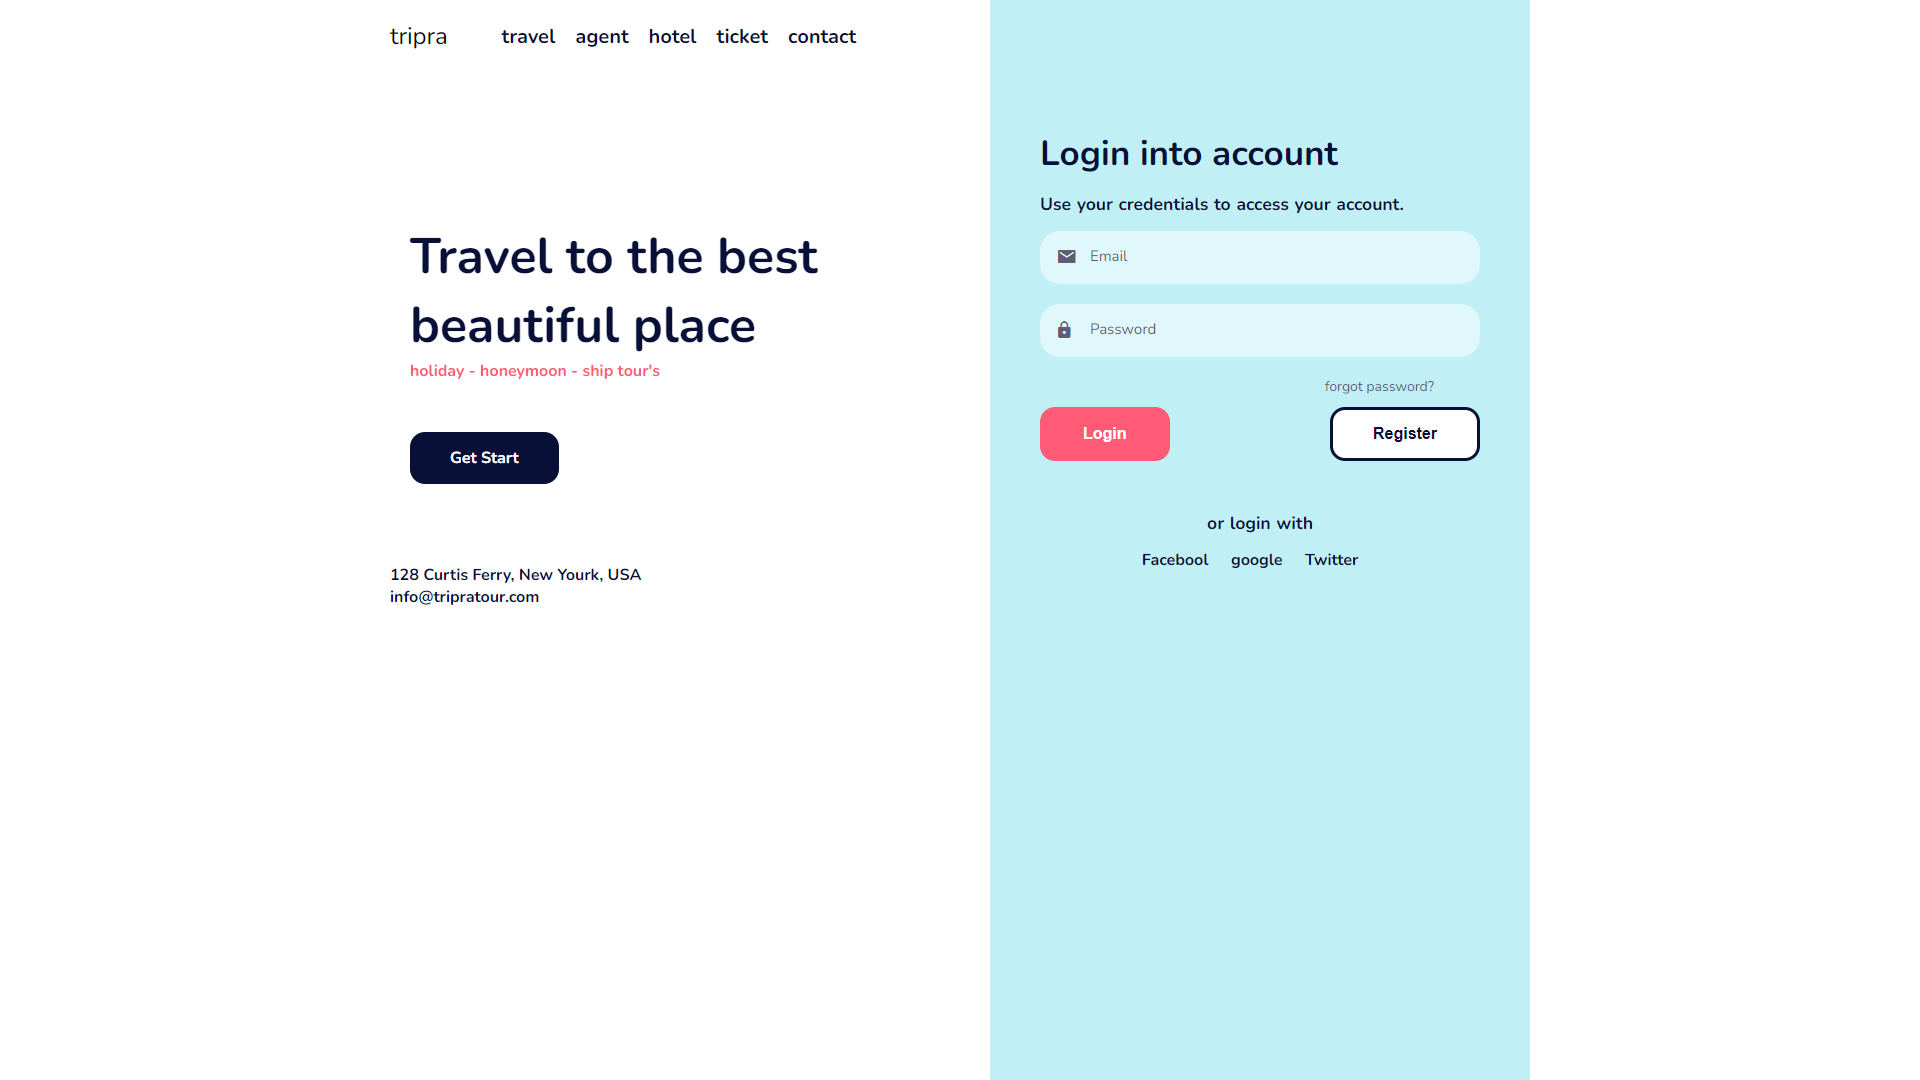 tripra
travel agent hotel ticket contact
Travel to the best
beautiful place
holiday - honeymoon - ship tour's
Get Start
128 Curtis Ferry, New Yourk, USA
info@tripratour.com
Login into account
Use your credentials to access your account.
Email
Password
forgot password?
Login
Register
or login with
Facebool google Twitter